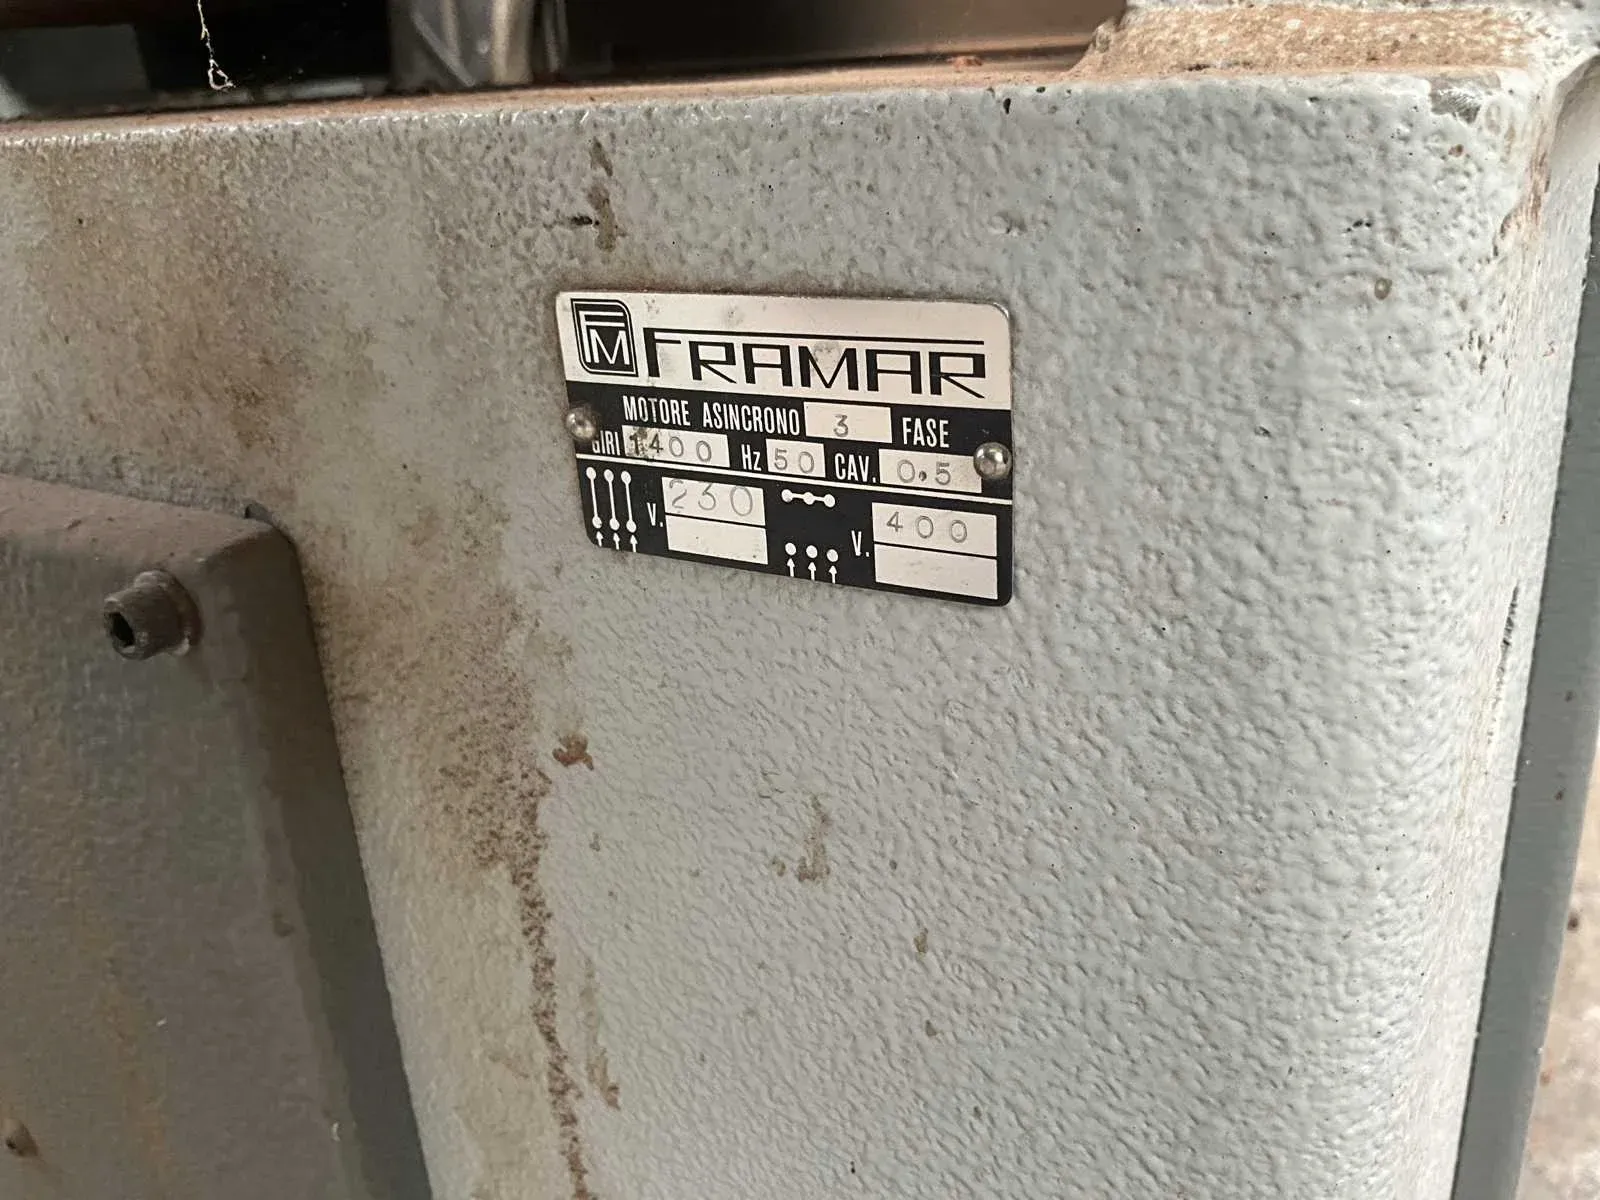 FM FRAMAR
MOTORE ASINCRONO 3 FASE
GIRI 1400 Hz 50 CAV. 0.5
V. 230 V. 400